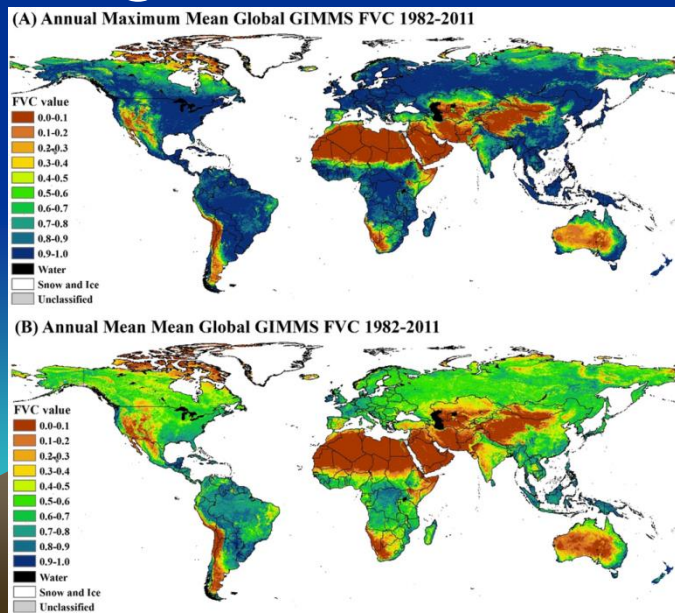 (A) Annual Maximum Mean Global GIMMS FVC 1982-2011
FVC value
0.0-0.1
0.1-0.2
0.2-0.3
0.3-0.4
0.4-0.5
0.5-0.6
0.6-0.7
0.7-0.8
0.8-0.9
0.9-1.0
Water
Snow and Ice
Unclassified
(B) Annual Mean Mean Global GIMMS FVC 1982-2011
FVC value
0.0-0.1
0.1-0.2
0.2-0.3
0.3-0.4
0.4-0.5
0.5-0.6
0.6-0.7
0.7-0.8
0.8-0.9
0.9-1.0
Water
Snow and Ice
Unclassified